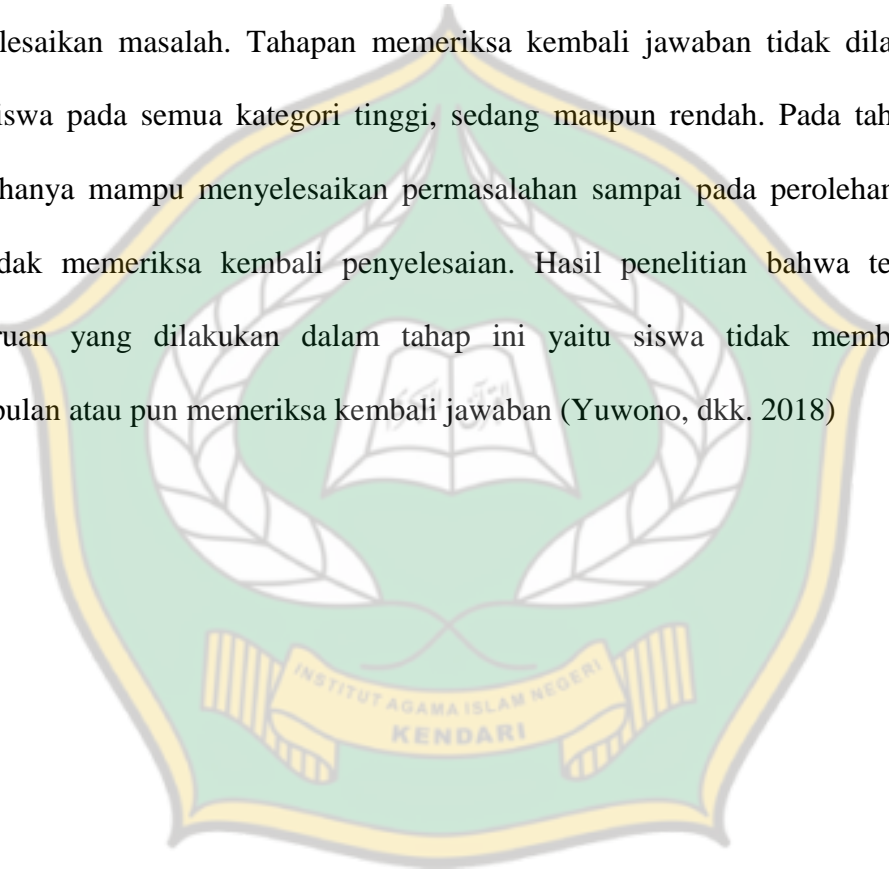 lesaikan masalah. Tahapan memeriksa kembali jawaban tidak dila
iswa pada semua kategori tinggi, sedang maupun rendah. Pada tah
hanya mampu menyelesaikan permasalahan sampai pada perolehan
dak memeriksa kembali penyelesaian. Hasil penelitian bahwa te
ruan yang dilakukan dalam tahap ini yaitu siswa tidak memb
pulan atau pun memeriksa kembali jawaban (Yuwono, dkk. 2018)
INSTITUT AGAMA ISLAM NEGERI
KENDARI